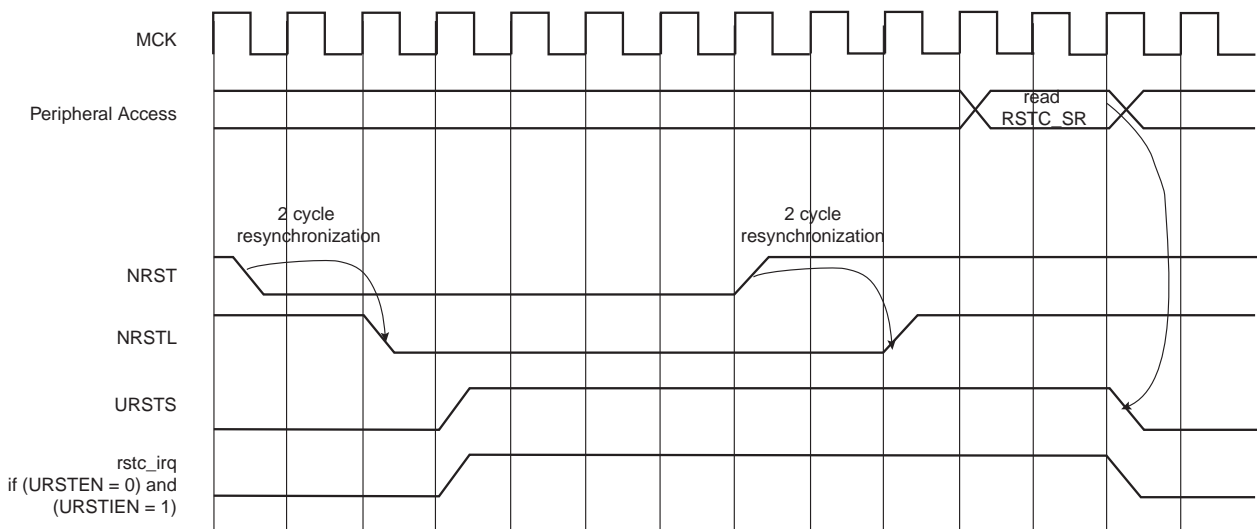 MCK
Peripheral Access
read
RSTC_SR
2 cycle
resynchronization
2 cycle
resynchronization
NRST
NRSTL
URSTS
rstc_irq
if (URSTEN = 0) and
(URSTIEN = 1)